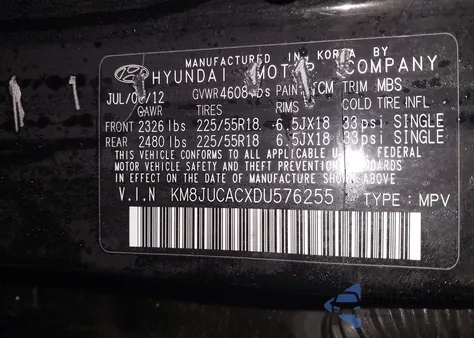 MANUFACTURED IN KOREA BY
HYUNDAI MOTOR COMPANY
JUL/ /12 GVWR 4608 lbs PAINT TCM TRIM MBS
GAWR TIRES RIMS COLD TIRE INFL
FRONT 2326 lbs 225/55R18 6.5JX18 33psi SINGLE
REAR 2480 lbs 225/55R18 6.5JX18 33psi SINGLE
THIS VEHICLE CONFORMS TO ALL APPLICABLE U.S. FEDERAL
MOTOR VEHICLE SAFETY AND THEFT PREVENTION STANDARDS
IN EFFECT ON THE DATE OF MANUFACTURE SHOWN ABOVE.
V.I.N KM8JUCACXDU576255 TYPE: MPV